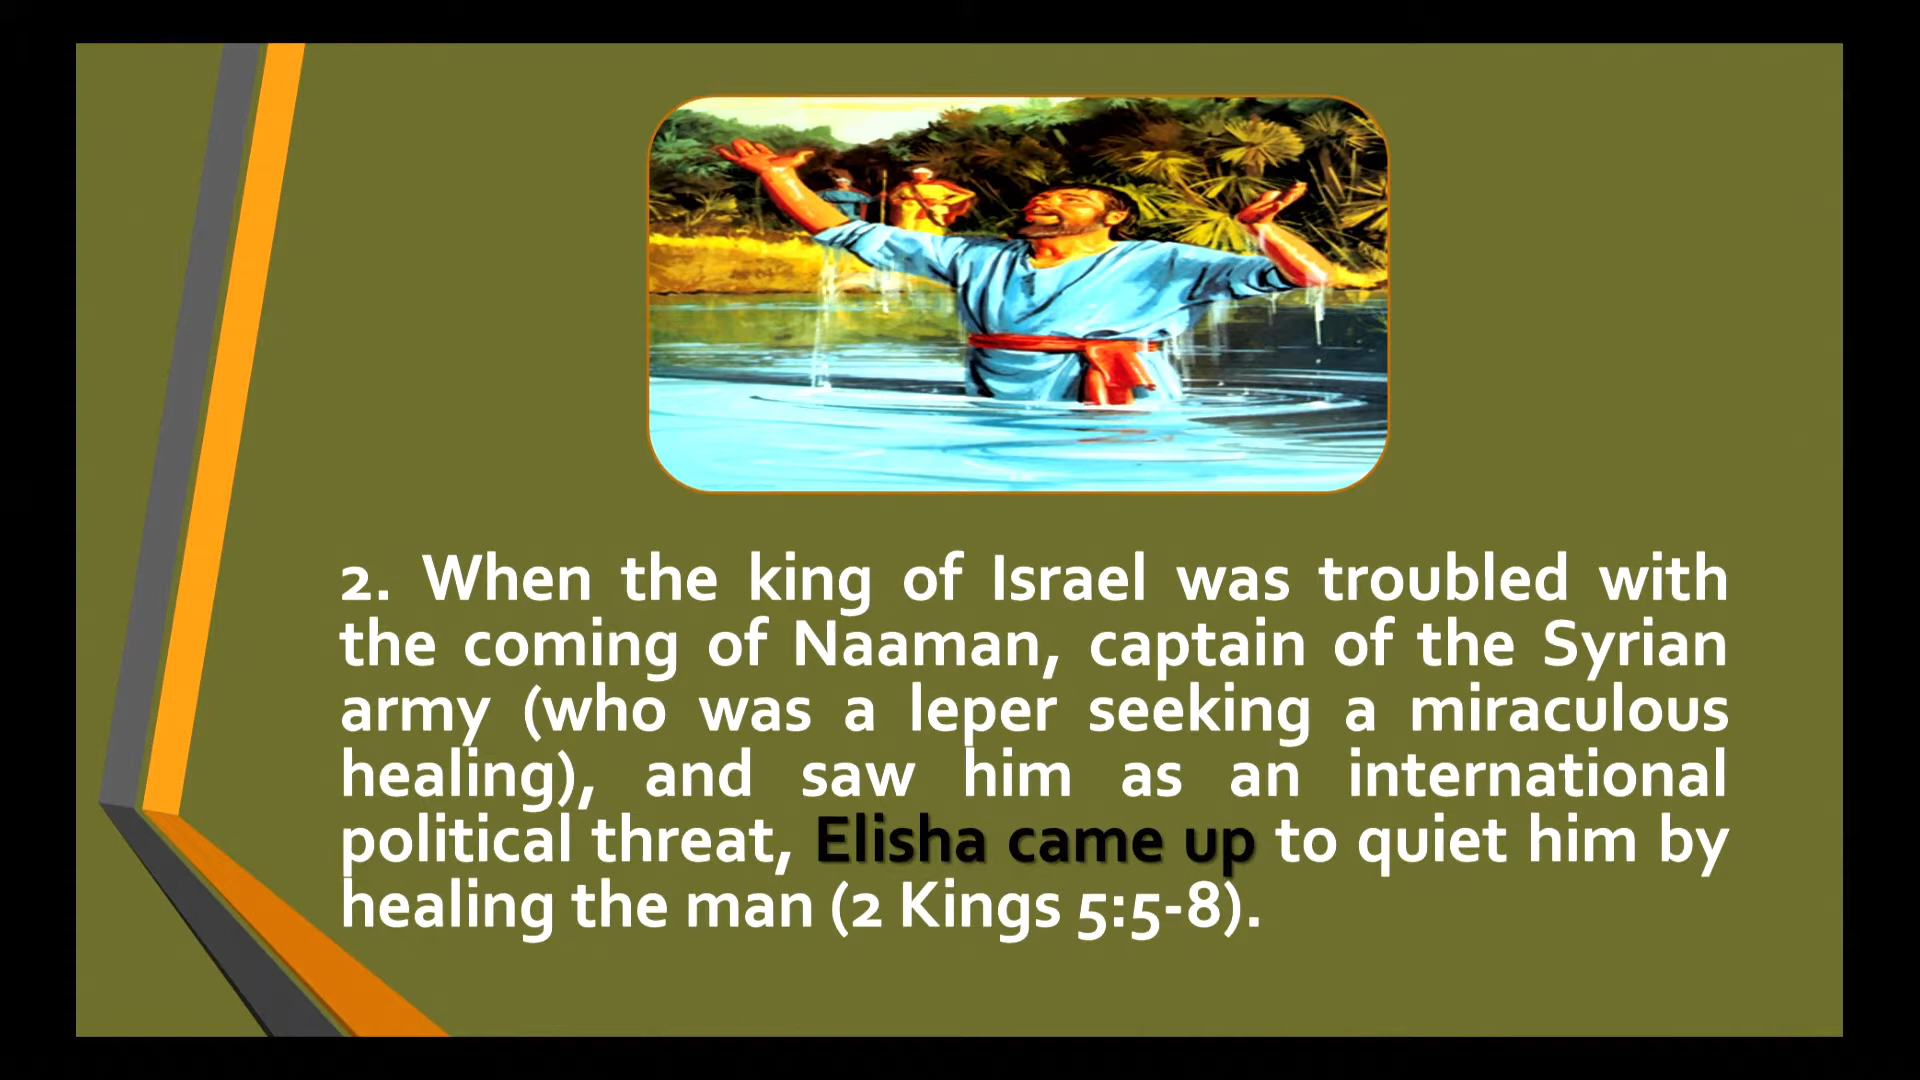 2. When the king of Israel was troubled with
the coming of Naaman, captain of the Syrian
army (who was a leper seeking a miraculous
healing), and saw him as an international
political threat, Elisha came up to quiet him by
healing the man (2 Kings 5:5-8).